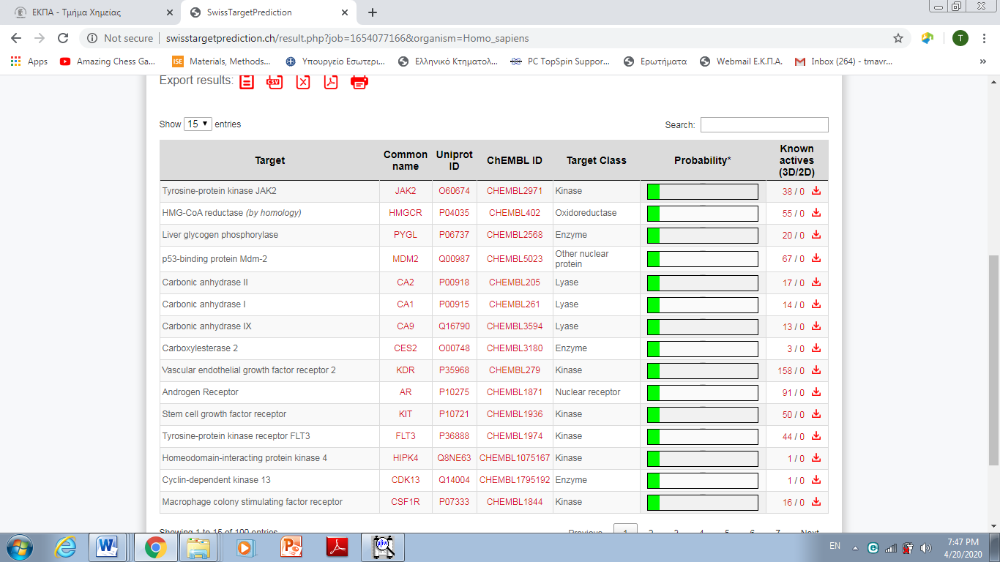 ΕΚΠΑ - Τμήμα Χημείας
SwissTargetPrediction
Not secure | swisstargetprediction.ch/result.php?job=1654077166&organism=Homo_sapiens
T
Apps Amazing Chess Ga... ISE Materials, Methods... Υπουργείο Εσωτερι... Ελληνικό Κτηματολ... PC TopSpin Suppor... Ερωτήματα Webmail Ε.Κ.Π.Α. Inbox (264) - tmavr... »
Export results: CSV
Show 15 entries Search:
Target Common name Uniprot ID ChEMBL ID Target Class Probability* Known actives (3D/2D)
Tyrosine-protein kinase JAK2 JAK2 O60674 CHEMBL2971 Kinase 38 / 0
HMG-CoA reductase (by homology) HMGCR P04035 CHEMBL402 Oxidoreductase 55 / 0
Liver glycogen phosphorylase PYGL P06737 CHEMBL2568 Enzyme 20 / 0
p53-binding protein Mdm-2 MDM2 Q00987 CHEMBL5023 Other nuclear protein 67 / 0
Carbonic anhydrase II CA2 P00918 CHEMBL205 Lyase 17 / 0
Carbonic anhydrase I CA1 P00915 CHEMBL261 Lyase 14 / 0
Carbonic anhydrase IX CA9 Q16790 CHEMBL3594 Lyase 13 / 0
Carboxylesterase 2 CES2 O00748 CHEMBL3180 Enzyme 3 / 0
Vascular endothelial growth factor receptor 2 KDR P35968 CHEMBL279 Kinase 158 / 0
Androgen Receptor AR P10275 CHEMBL1871 Nuclear receptor 91 / 0
Stem cell growth factor receptor KIT P10721 CHEMBL1936 Kinase 50 / 0
Tyrosine-protein kinase receptor FLT3 FLT3 P36888 CHEMBL1974 Kinase 44 / 0
Homeodomain-interacting protein kinase 4 HIPK4 Q8NE63 CHEMBL1075167 Kinase 1 / 0
Cyclin-dependent kinase 13 CDK13 Q14004 CHEMBL1795192 Enzyme 1 / 0
Macrophage colony stimulating factor receptor CSF1R P07333 CHEMBL1844 Kinase 16 / 0
Showing 1 to 15 of 100 entries Previous 1 2 3 4 5 6 7 Next
EN 7:47 PM
4/20/2020